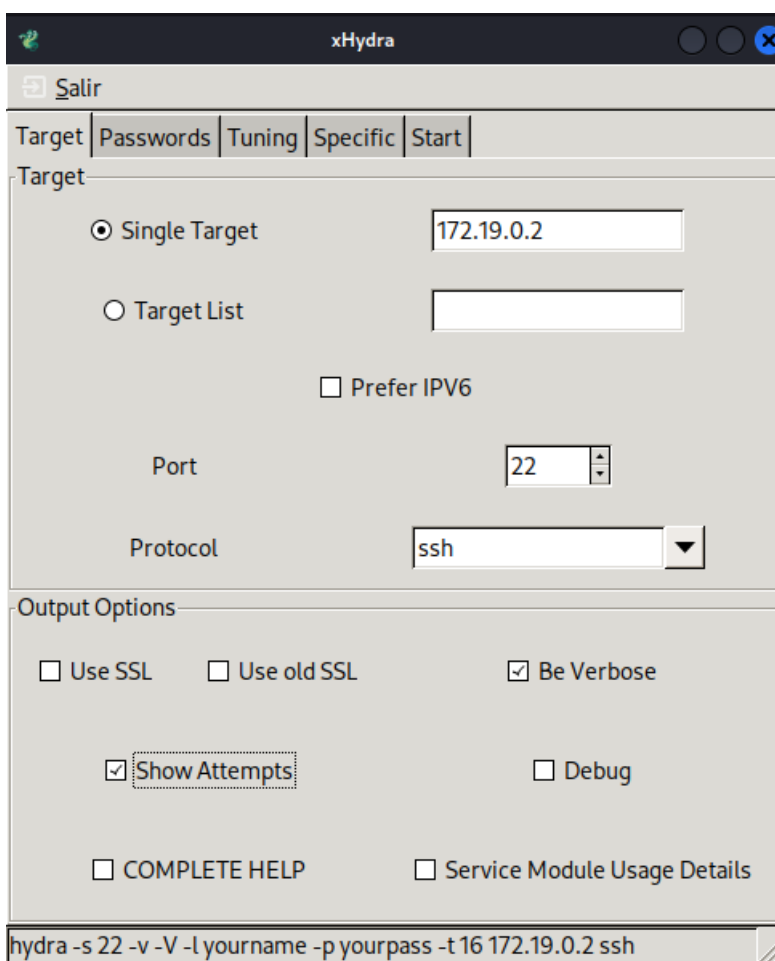 xHydra
Salir
Target Passwords Tuning Specific Start
Target
Single Target 172.19.0.2
Target List
Prefer IPV6
Port 22
Protocol ssh
Output Options
Use SSL Use old SSL Be Verbose
Show Attempts Debug
COMPLETE HELP Service Module Usage Details
hydra -s 22 -v -V -l yourname -p yourpass -t 16 172.19.0.2 ssh